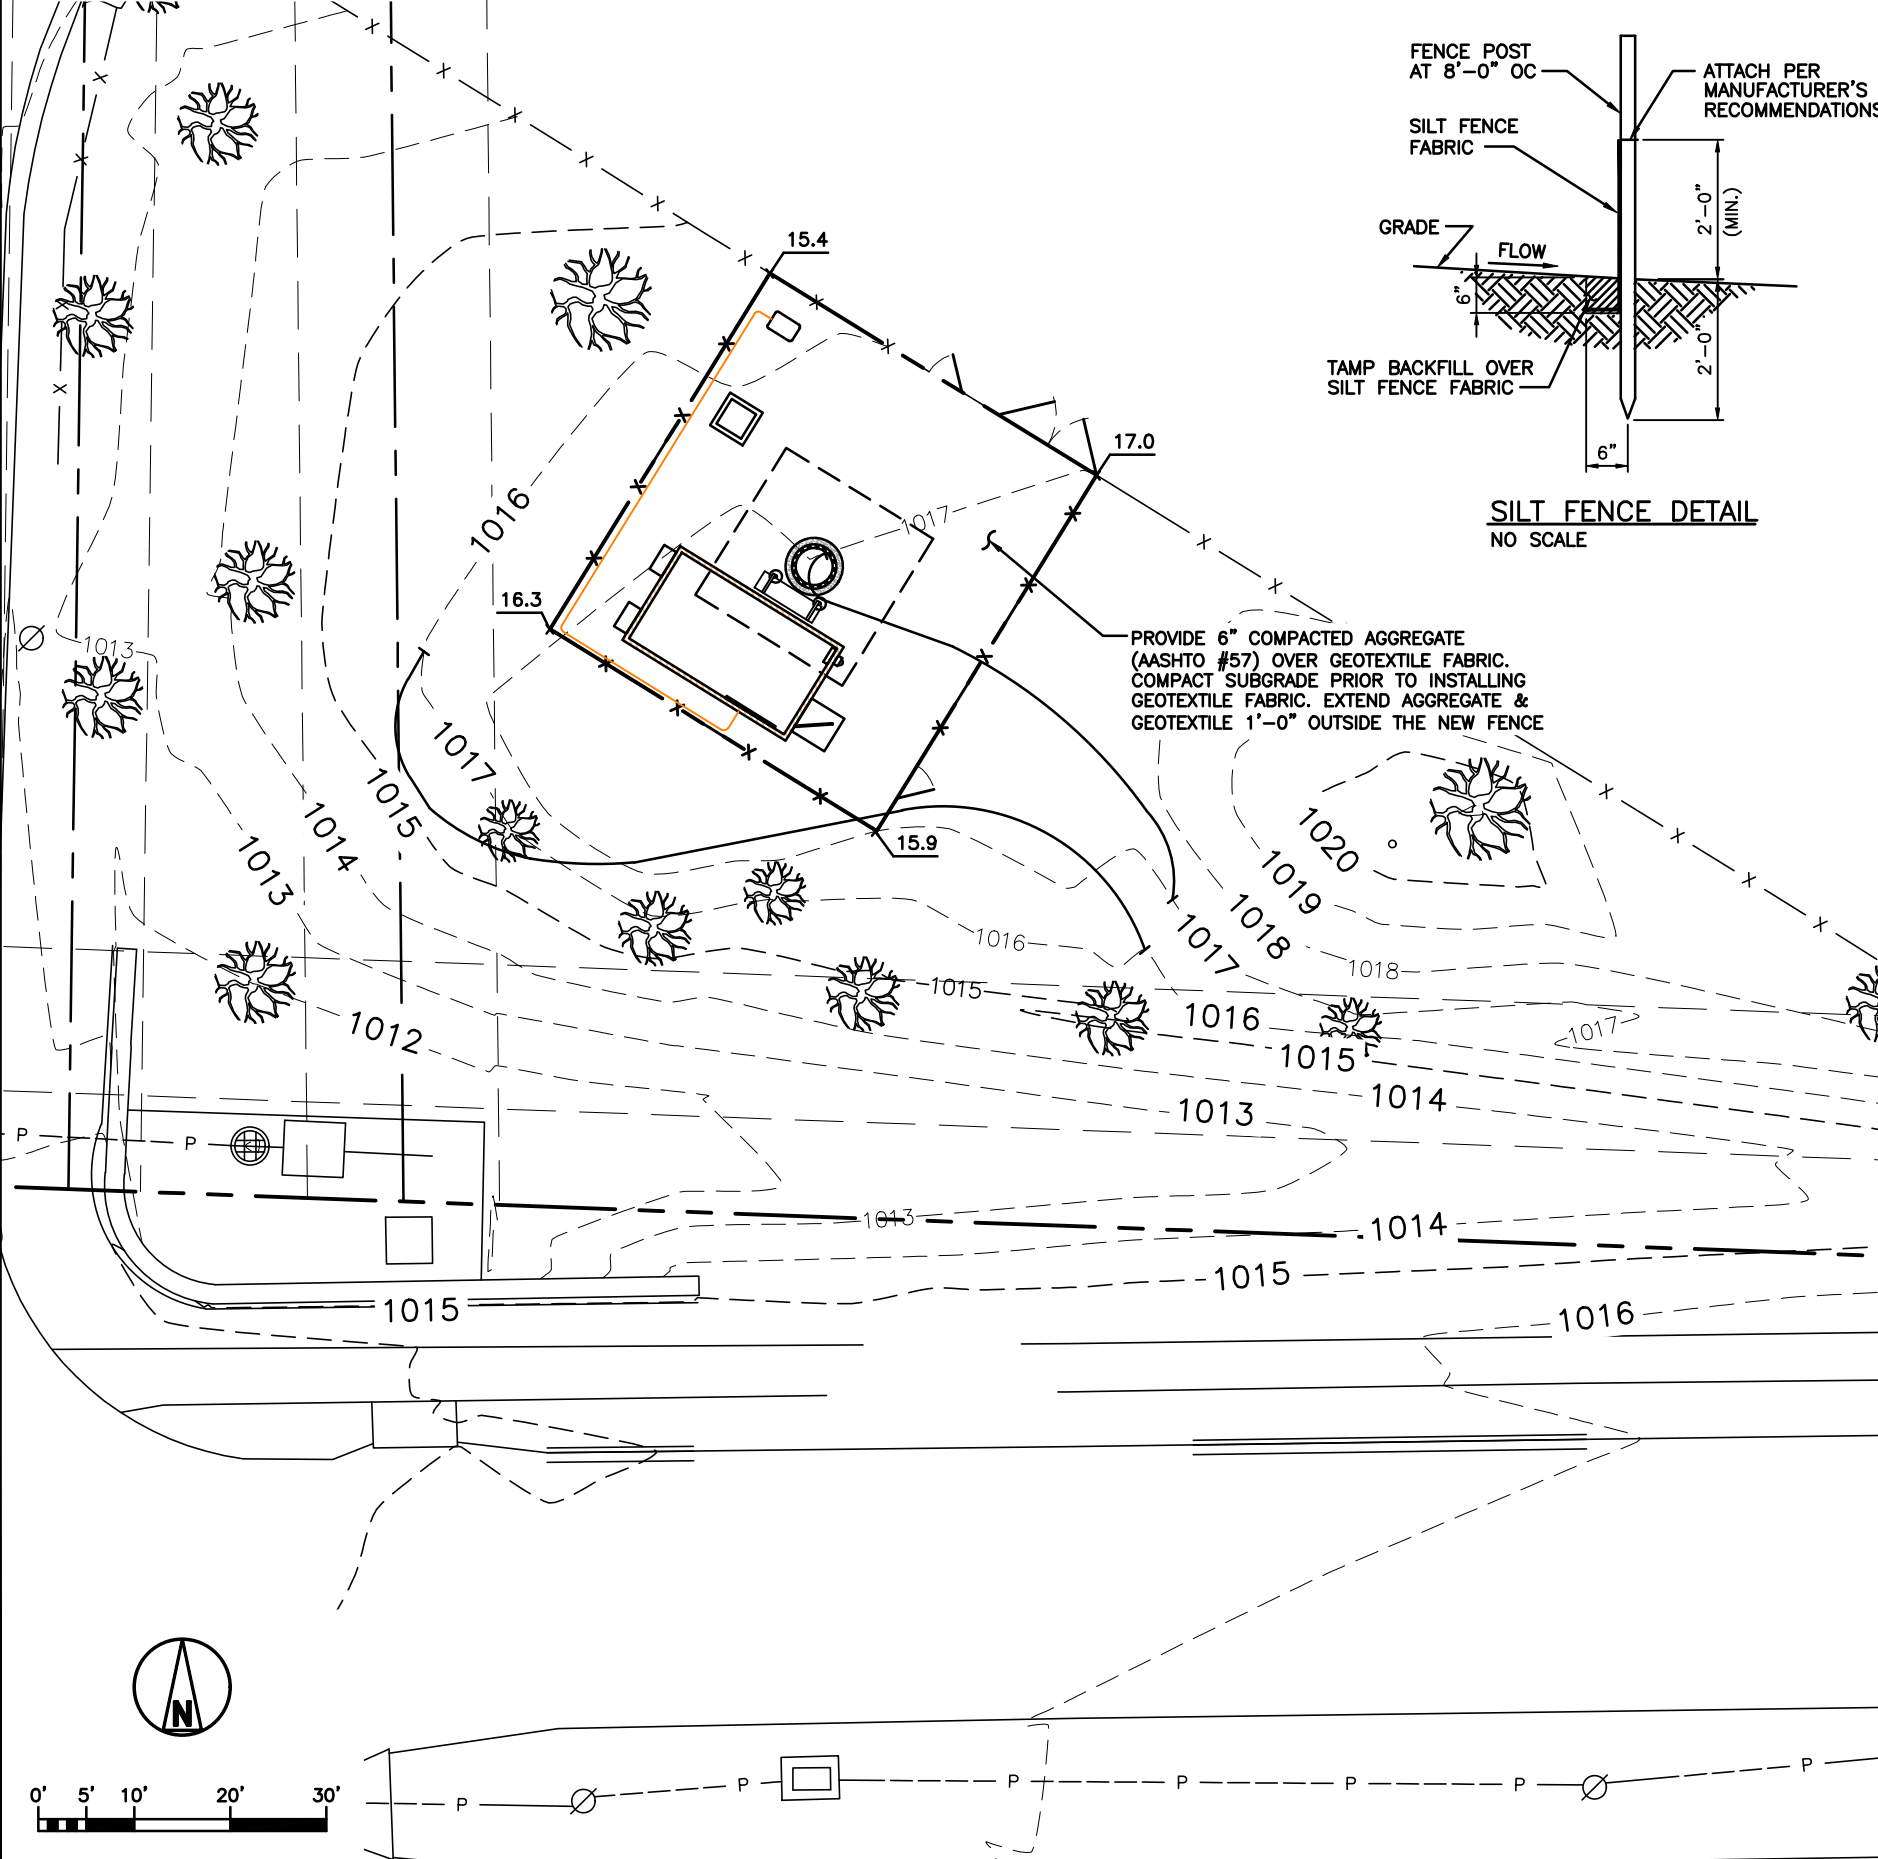 FENCE POST
AT 8'-0" OC
ATTACH PER
MANUFACTURER'S
RECOMMENDATIONS
SILT FENCE
FABRIC
2'-0"
(MIN.)
GRADE
FLOW
6"
2'-0"
TAMP BACKFILL OVER
SILT FENCE FABRIC
6"
SILT FENCE DETAIL
NO SCALE
15.4
17.0
1016
1017
16.3
PROVIDE 6" COMPACTED AGGREGATE
(AASHTO #57) OVER GEOTEXTILE FABRIC.
COMPACT SUBGRADE PRIOR TO INSTALLING
GEOTEXTILE FABRIC. EXTEND AGGREGATE &
GEOTEXTILE 1'-0" OUTSIDE THE NEW FENCE
1013
1017
1015
1014
1013
15.9
1020
1019
1018
1017
1016
1018
1015
1016
1017
1012
1015
1014
1013
P
P
1013
1014
1015
1015
1016
N
0' 5' 10' 20' 30'
P
P
P
P
P
P
P